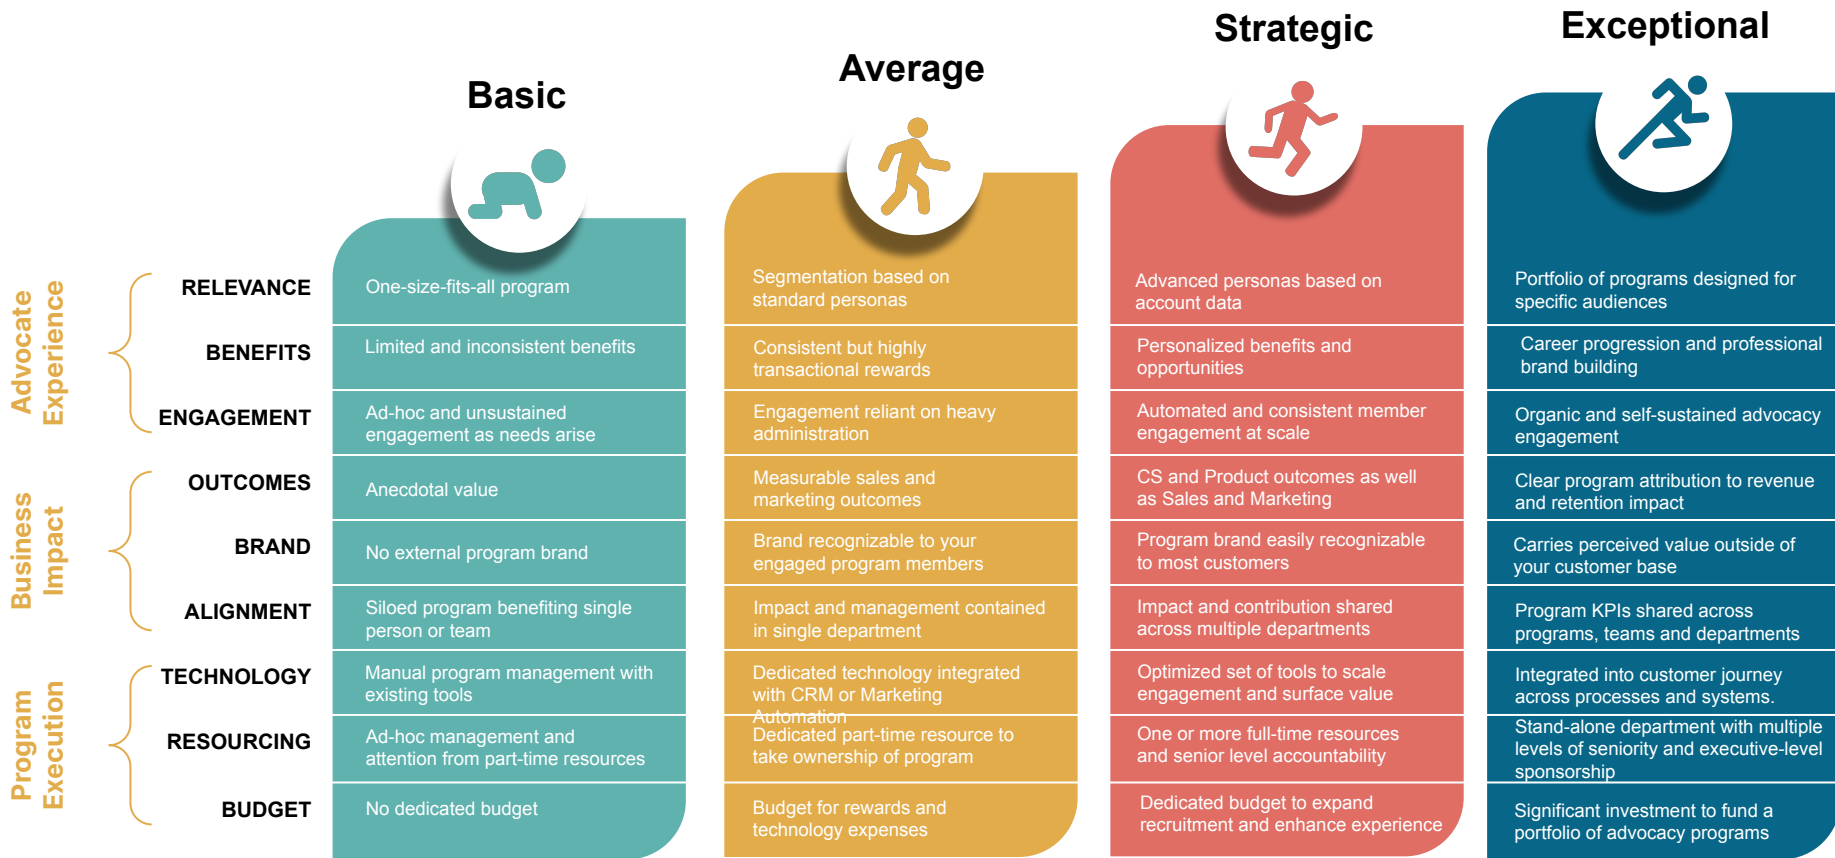 Basic
Average
Strategic
Exceptional
Advocate
Experience
RELEVANCE
One-size-fits-all program
Segmentation based on
standard personas
Advanced personas based on
account data
Portfolio of programs designed for
specific audiences
BENEFITS
Limited and inconsistent benefits
Consistent but highly
transactional rewards
Personalized benefits and
opportunities
Career progression and professional
brand building
ENGAGEMENT
Ad-hoc and unsustained
engagement as needs arise
Engagement reliant on heavy
administration
Automated and consistent member
engagement at scale
Organic and self-sustained advocacy
engagement
Business
Impact
OUTCOMES
Anecdotal value
Measurable sales and
marketing outcomes
CS and Product outcomes as well
as Sales and Marketing
Clear program attribution to revenue
and retention impact
BRAND
No external program brand
Brand recognizable to your
engaged program members
Program brand easily recognizable
to most customers
Carries perceived value outside of
your customer base
ALIGNMENT
Siloed program benefiting single
person or team
Impact and management contained
in single department
Impact and contribution shared
across multiple departments
Program KPIs shared across
programs, teams and departments
Program
Execution
TECHNOLOGY
Manual program management with
existing tools
Dedicated technology integrated
with CRM or Marketing
Automation
Optimized set of tools to scale
engagement and surface value
Integrated into customer journey
across processes and systems.
RESOURCING
Ad-hoc management and
attention from part-time resources
Dedicated part-time resource to
take ownership of program
One or more full-time resources
and senior level accountability
Stand-alone department with multiple
levels of seniority and executive-level
sponsorship
BUDGET
No dedicated budget
Budget for rewards and
technology expenses
Dedicated budget to expand
recruitment and enhance experience
Significant investment to fund a
portfolio of advocacy programs